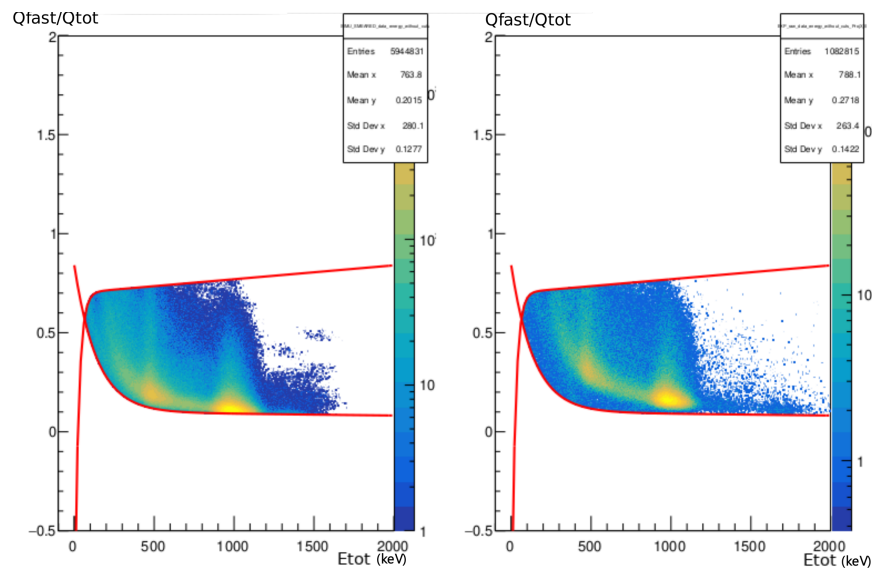 Qfast/Qtot
Entries 5944831
Mean x 763.8
Mean y 0.2015
Std Dev x 280.1
Std Dev y 0.1277
2
1.5
1
0.5
0
−0.5
0 500 1000 1500 2000
Etot (keV)
10
10
1
Qfast/Qtot
Entries 1082815
Mean x 788.1
Mean y 0.2718
Std Dev x 263.4
Std Dev y 0.1422
2
1.5
1
0.5
0
−0.5
0 500 1000 1500 2000
Etot (keV)
10
1